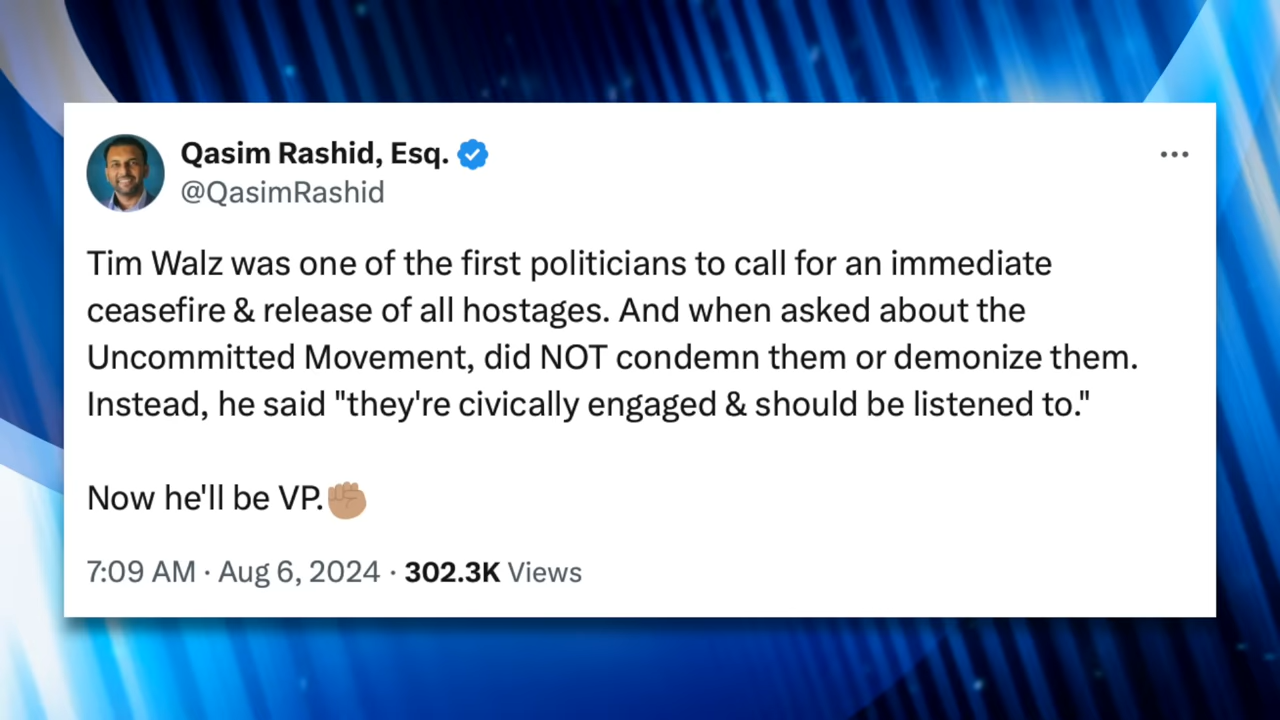 Qasim Rashid, Esq.
@QasimRashid
Tim Walz was one of the first politicians to call for an immediate
ceasefire & release of all hostages. And when asked about the
Uncommitted Movement, did NOT condemn them or demonize them.
Instead, he said "they're civically engaged & should be listened to."
Now he'll be VP.✊🏽
7:09 AM · Aug 6, 2024 · 302.3K Views